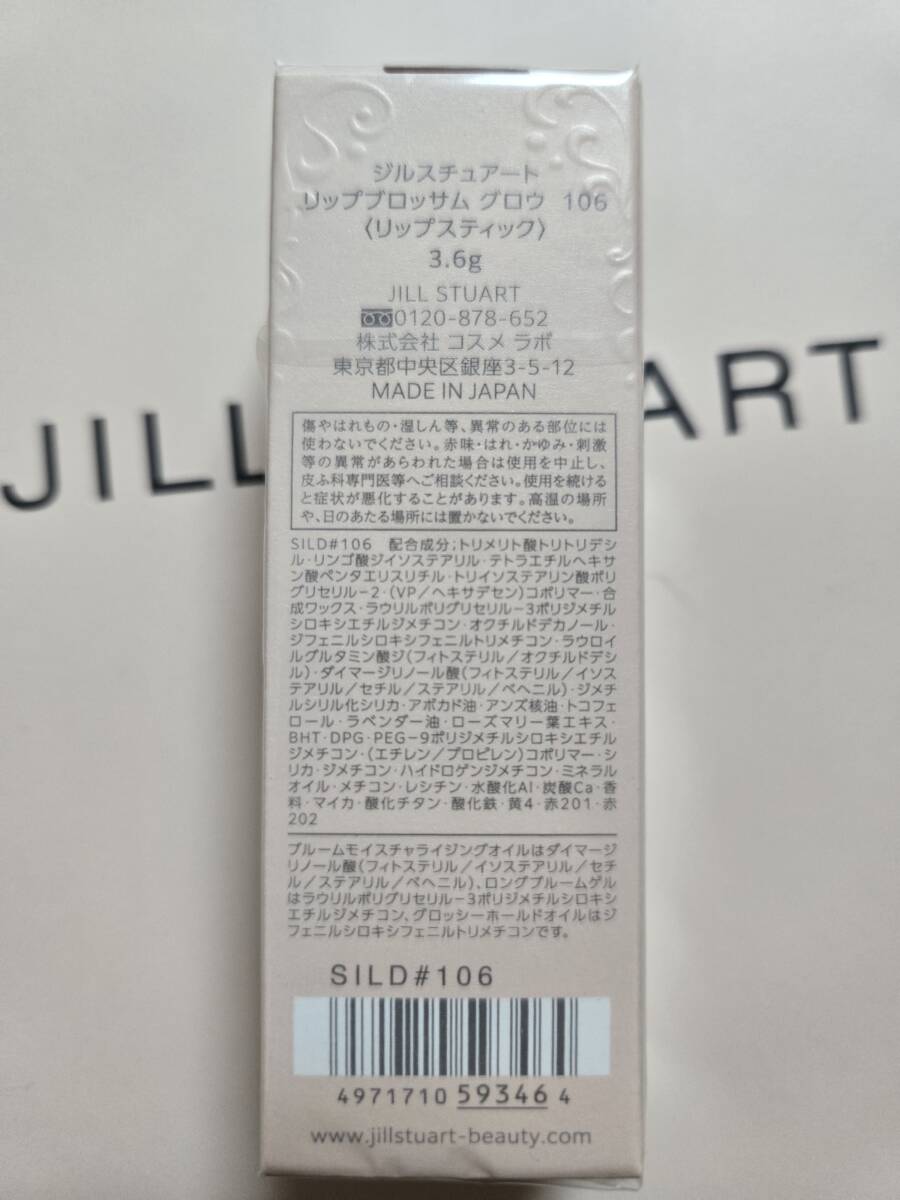 ジルスチュアート
リップブロッサム グロウ 106
〈リップスティック〉
3.6g
JILL STUART
0120-878-652
株式会社 コスメ ラボ
東京都中央区銀座3-5-12
MADE IN JAPAN
JILL STUART
傷やはれもの・湿しん等、異常のある部位には
使わないでください。赤味・はれ・かゆみ・刺激
等の異常があらわれた場合は使用を中止し、
皮ふ科専門医等へご相談ください。使用を続ける
と症状が悪化することがあります。高温の場所
や、日のあたる場所には置かないでください。
SILD#106 配合成分;トリメリト酸トリトリデシ
ル・リンゴ酸ジイソステアリル・テトラエチルヘキサ
ン酸ペンタエリスリチル・トリイソステアリン酸ポリ
グリセリル-2・(VP/ヘキサデセン)コポリマー・合
成ワックス・ラウリルポリグリセリル-3ポリジメチル
シロキシエチルジメチコン・オクチルドデカノール・
ジフェニルシロキシフェニルトリメチコン・ラウロイ
ルグルタミン酸ジ(フィトステリル/オクチルドデシ
ル)・ダイマージリノール酸(フィトステリル/イソス
テアリル/セチル/ステアリル/ベヘニル)・ジメチ
ルシリル化シリカ・アボカド油・アンズ核油・トコフェ
ロール・ラベンダー油・ローズマリー葉エキス・
BHT・DPG・PEG-9ポリジメチルシロキシエチル
ジメチコン・(エチレン/プロピレン)コポリマー・シ
リカ・ジメチコン・ハイドロゲンジメチコン・ミネラル
オイル・メチコン・レシチン・水酸化Al・炭酸Ca・香
料・マイカ・酸化チタン・酸化鉄・黄4・赤201・赤
202
ブルームモイスチャライジングオイルはダイマージ
リノール酸(フィトステリル/イソステアリル/セチ
ル/ステアリル/ベヘニル)、ロングブルームゲル
はラウリルポリグリセリル-3ポリジメチルシロキシ
エチルジメチコン、グロッシーホールドオイルはジ
フェニルシロキシフェニルトリメチコンです。
SILD#106
4971710 59346 4
www.jillstuart-beauty.com